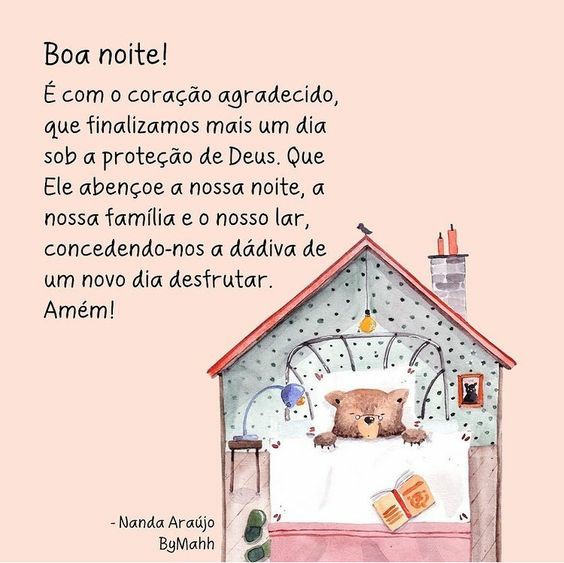 Boa noite!
É com o coração agradecido,
que finalizamos mais um dia
sob a proteção de Deus. Que
Ele abençoe a nossa noite, a
nossa família e o nosso lar,
concedendo-nos a dádiva de
um novo dia desfrutar.
Amém!
- Nanda Araújo
ByMahh